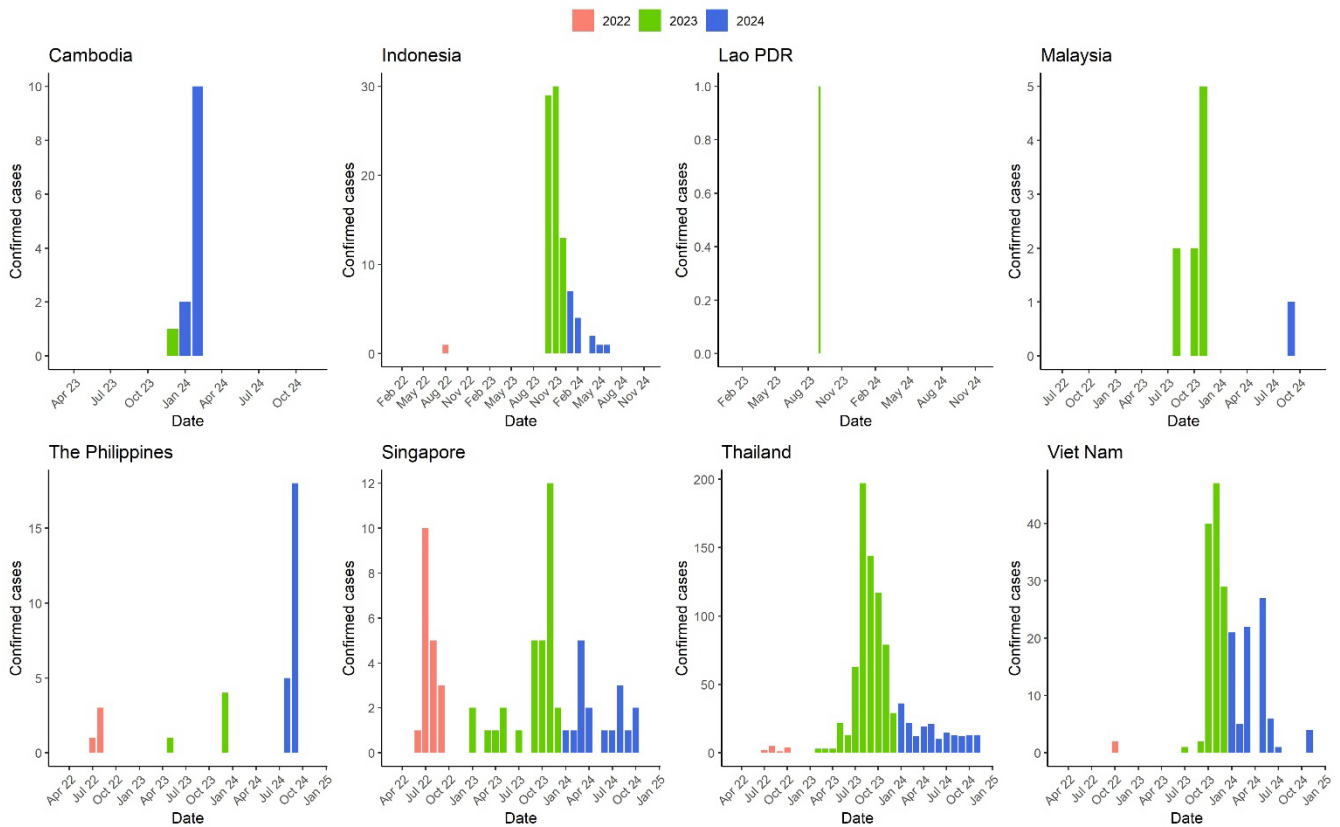 2022 2023 2024
Cambodia
Confirmed cases
10
8
6
4
2
0
Apr 23 Jul 23 Oct 23 Jan 24 Apr 24 Jul 24 Oct 24
Date
Indonesia
Confirmed cases
30
20
10
0
Feb 22 May 22 Aug 22 Nov 22 Feb 23 May 23 Aug 23 Nov 23 Feb 24 May 24 Aug 24 Nov 24
Date
Lao PDR
Confirmed cases
1.0
0.8
0.6
0.4
0.2
0.0
Feb 23 May 23 Aug 23 Nov 23 Feb 24 May 24 Aug 24 Nov 24
Date
Malaysia
Confirmed cases
5
4
3
2
1
0
Jul 22 Oct 22 Jan 23 Apr 23 Jul 23 Oct 23 Jan 24 Apr 24 Jul 24 Oct 24
Date
The Philippines
Confirmed cases
15
10
5
0
Apr 22 Jul 22 Oct 22 Jan 23 Apr 23 Jul 23 Oct 23 Jan 24 Apr 24 Jul 24 Oct 24 Jan 25
Date
Singapore
Confirmed cases
12
10
8
6
4
2
0
Apr 22 Jul 22 Oct 22 Jan 23 Apr 23 Jul 23 Oct 23 Jan 24 Apr 24 Jul 24 Oct 24 Jan 25
Date
Thailand
Confirmed cases
200
150
100
50
0
Apr 22 Jul 22 Oct 22 Jan 23 Apr 23 Jul 23 Oct 23 Jan 24 Apr 24 Jul 24 Oct 24 Jan 25
Date
Viet Nam
Confirmed cases
40
30
20
10
0
Apr 22 Jul 22 Oct 22 Jan 23 Apr 23 Jul 23 Oct 23 Jan 24 Apr 24 Jul 24 Oct 24 Jan 25
Date